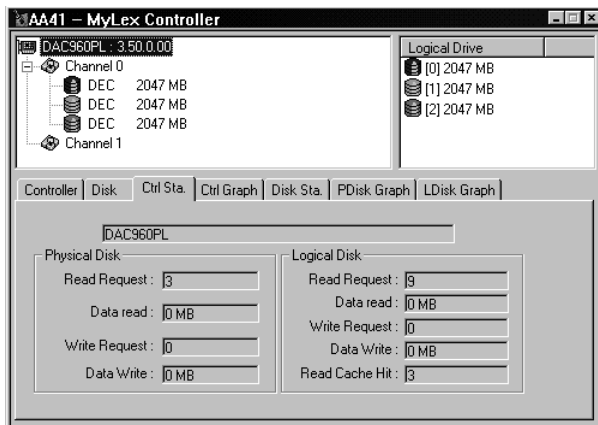 AA41 – MyLex Controller
DAC960PL : 3.50.0.00
Channel 0
DEC 2047 MB
DEC 2047 MB
DEC 2047 MB
Channel 1
Logical Drive
[0] 2047 MB
[1] 2047 MB
[2] 2047 MB
Controller Disk Ctrl Sta. Ctrl Graph Disk Sta. PDisk Graph LDisk Graph
DAC960PL
Physical Disk
Read Request : 3
Data read : 0 MB
Write Request : 0
Data Write : 0 MB
Logical Disk
Read Request : 9
Data read : 0 MB
Write Request : 0
Data Write : 0 MB
Read Cache Hit : 3